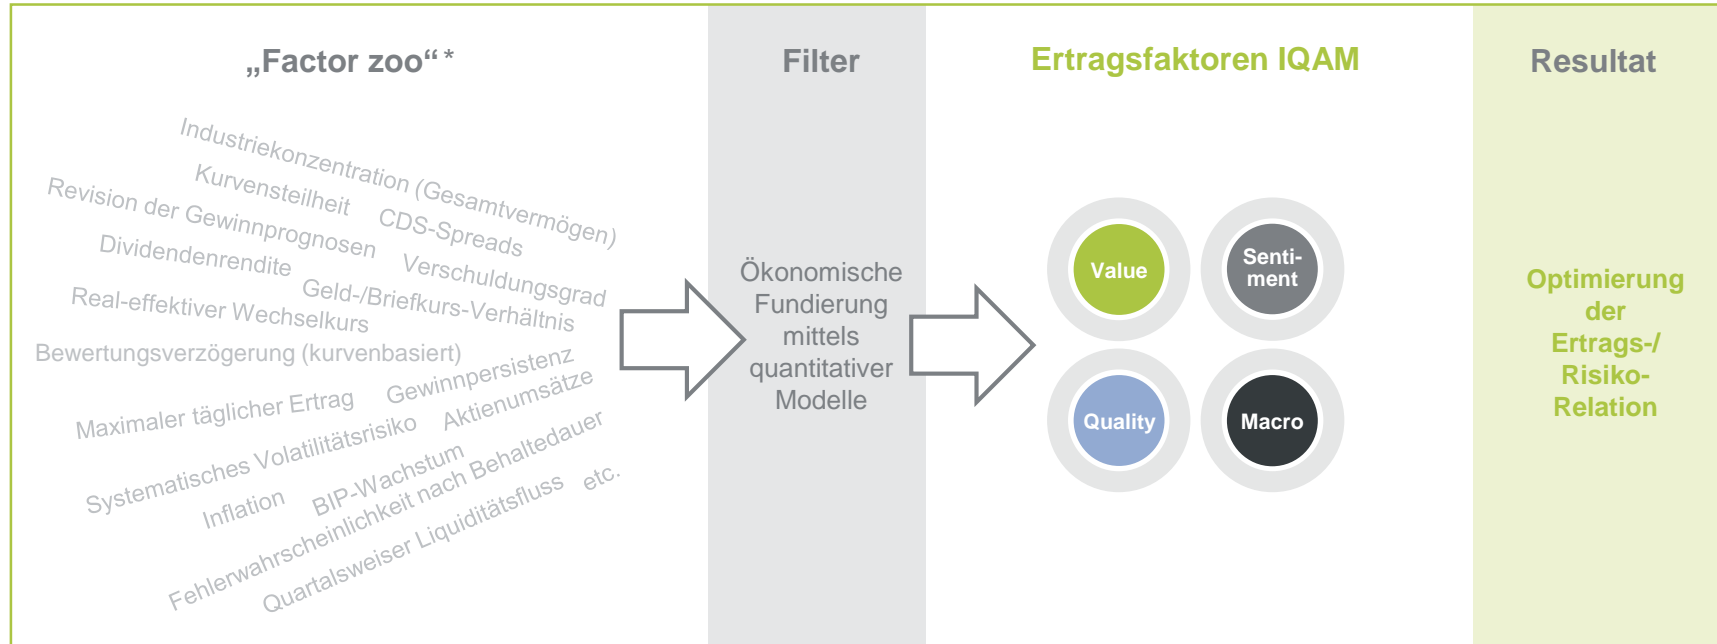 „Factor zoo“ *
Industriekonzentration (Gesamtvermögen)
Kurvensteilheit
CDS-Spreads
Revision der Gewinnprognosen
Dividendenrendite
Verschuldungsgrad
Geld-/Briefkurs-Verhältnis
Real-effektiver Wechselkurs
Bewertungsverzögerung (kurvenbasiert)
Gewinnpersistenz
Maximaler täglicher Ertrag
Aktienumsätze
Systematisches Volatilitätsrisiko
BIP-Wachstum
Inflation
Fehlerwahrscheinlichkeit nach Behaltedauer
Quartalsweiser Liquiditätsfluss
etc.
Filter
Ökonomische
Fundierung
mittels
quantitativer
Modelle
Ertragsfaktoren IQAM
Value
Senti-
ment
Quality
Macro
Resultat
Optimierung
der
Ertrags-/
Risiko-
Relation